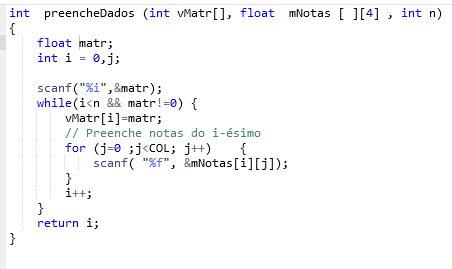 int  preencheDados (int vMatr[], float  mNotas [ ][4] , int n)
{
    float matr;
    int i = 0,j;

    scanf("%i",&matr);
    while(i<n && matr!=0) {
        vMatr[i]=matr;
        // Preenche notas do i-ésimo
        for (j=0 ;j<COL; j++)    {
            scanf( "%f", &mNotas[i][j]);
        }
        i++;
    }
    return i;
}